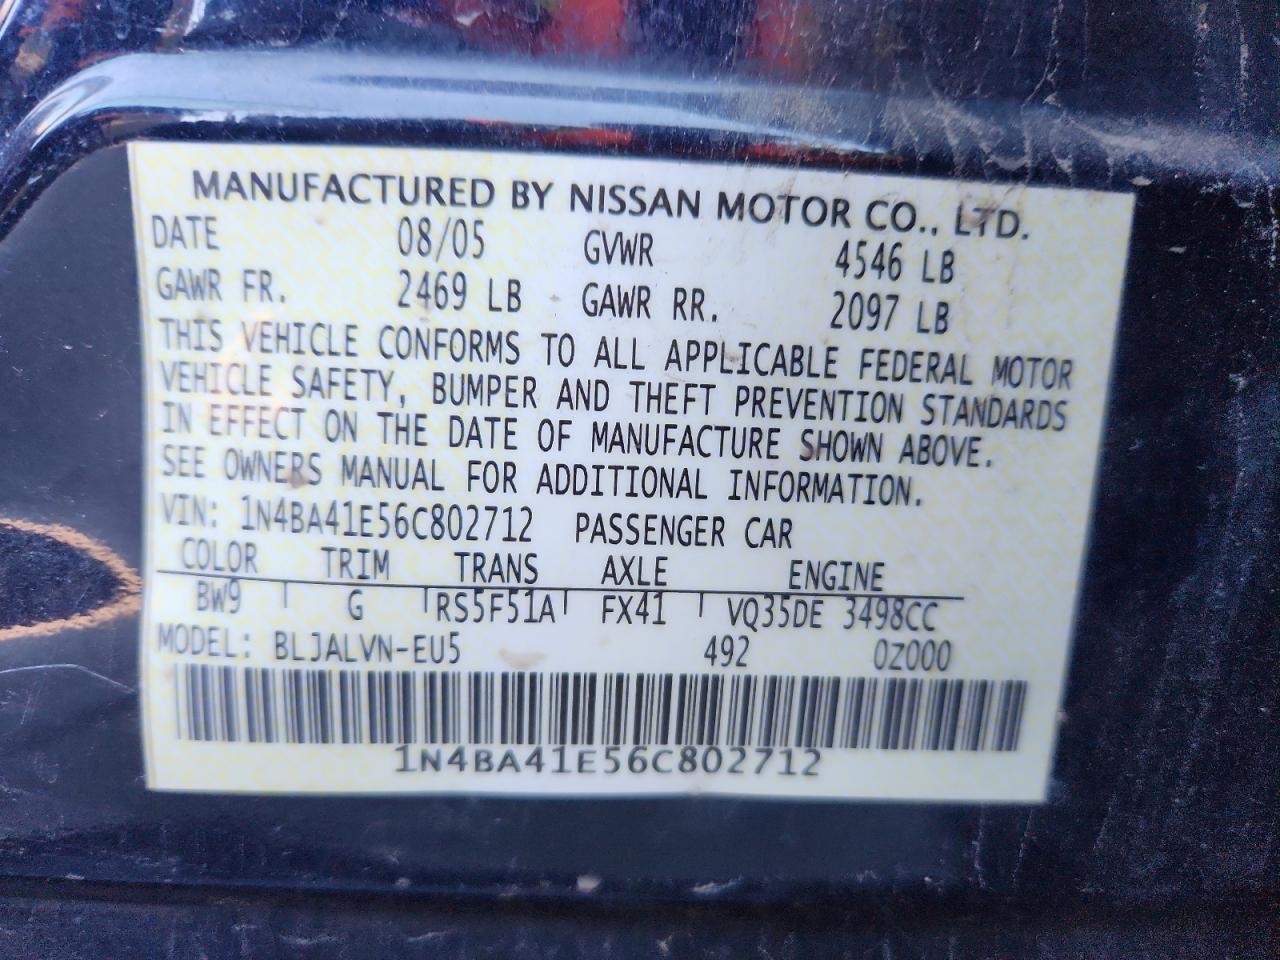 MANUFACTURED BY NISSAN MOTOR CO., LTD.
DATE 08/05 GVWR 4546 LB
GAWR FR. 2469 LB GAWR RR. 2097 LB
THIS VEHICLE CONFORMS TO ALL APPLICABLE FEDERAL MOTOR
VEHICLE SAFETY, BUMPER AND THEFT PREVENTION STANDARDS
IN EFFECT ON THE DATE OF MANUFACTURE SHOWN ABOVE.
SEE OWNERS MANUAL FOR ADDITIONAL INFORMATION.
VIN: 1N4BA41E56C802712 PASSENGER CAR
COLOR TRIM TRANS AXLE ENGINE
BW9 G RS5F51A FX41 VQ35DE 3498CC
MODEL: BLJALVN-EU5 492 0Z000
1N4BA41E56C802712